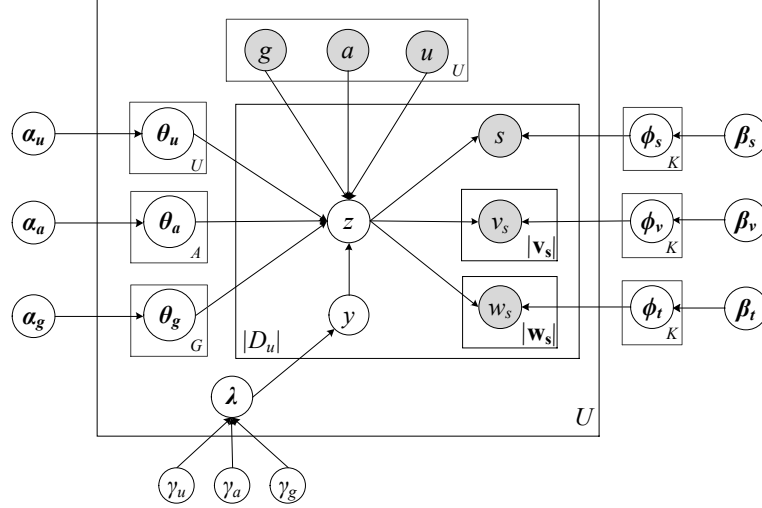 g a u
U
α_u θ_u s ϕ_s β_s
U K
α_a θ_a z v_s ϕ_v β_v
A |v_s| K
α_g θ_g y w_s ϕ_t β_t
G |D_u| |w_s| K
λ
U
γ_u γ_a γ_g